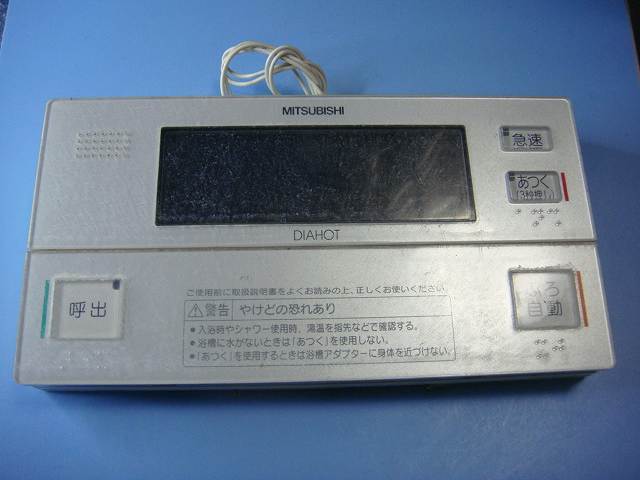 MITSUBISHI
急速
あつく
(3秒押し)
DIAHOT
呼出
ふろ
自動
ご使用前に取扱説明書をよくお読みの上、正しくお使いください
⚠警告 やけどの恐れあり
●入浴時やシャワー使用時、湯温を指先などで確認する。
●浴槽に水がないときは「あつく」を使用しない。
●「あつく」を使用するときは浴槽アダプターに身体を近づけない。